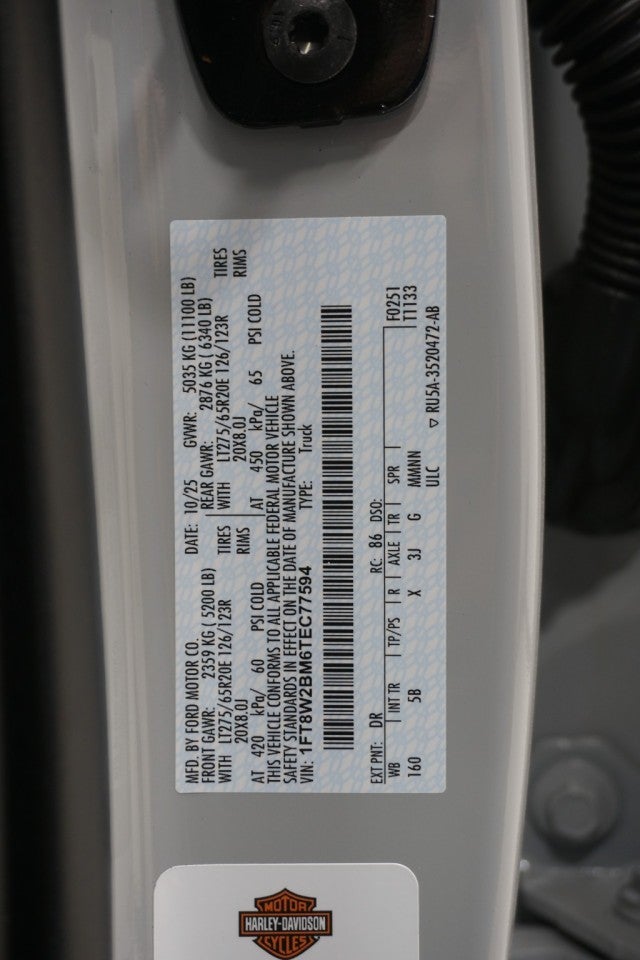 MFD. BY FORD MOTOR CO.
DATE: 10/25 GVWR: 5035 KG (11100 LB)
FRONT GAWR: 2359 KG ( 5200 LB)
REAR GAWR: 2876 KG ( 6340 LB)
WITH LT275/65R20E 126/123R TIRES
WITH LT275/65R20E 126/123R TIRES
20X8.0J RIMS
20X8.0J RIMS
AT 420 kPa/ 60 PSI COLD
AT 450 kPa/ 65 PSI COLD
THIS VEHICLE CONFORMS TO ALL APPLICABLE FEDERAL MOTOR VEHICLE
SAFETY STANDARDS IN EFFECT ON THE DATE OF MANUFACTURE SHOWN ABOVE.
VIN: 1FT8W2BM6TEC77594 TYPE: Truck
EXT PNT: DR RC: 86 DSO: F0251
WB INT TR TP/PS R AXLE TR SPR T1133
160 5B X 3J G MMNN
ULC ▽ RU5A-3520472-AB
MOTOR
HARLEY-DAVIDSON
CYCLES